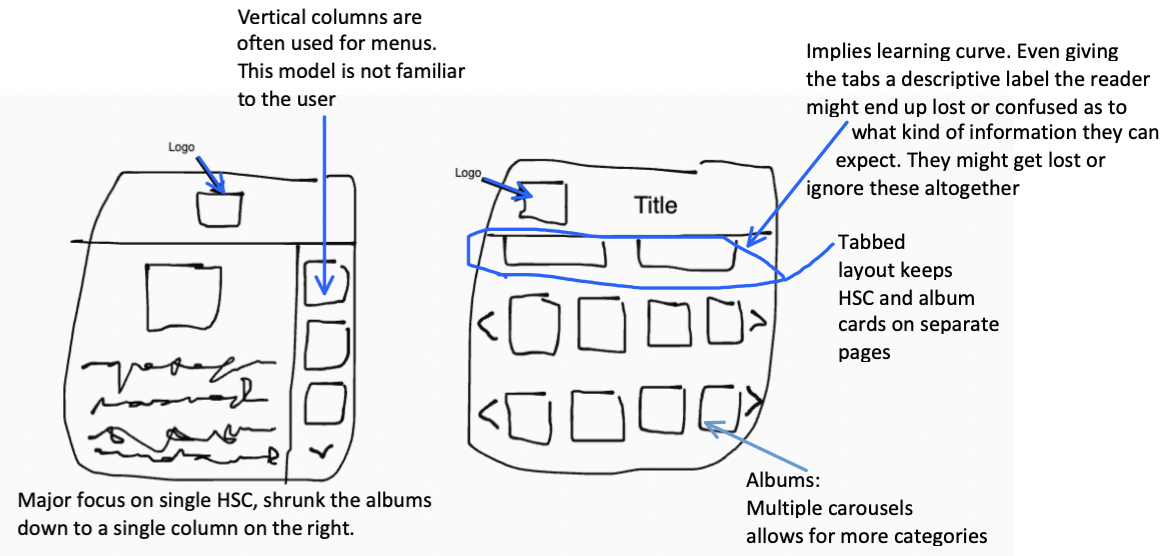 Vertical columns are
often used for menus.
This model is not familiar
to the user
Logo
Major focus on single HSC, shrunk the albums
down to a single column on the right.
Implies learning curve. Even giving
the tabs a descriptive label the reader
might end up lost or confused as to
what kind of information they can
expect. They might get lost or
ignore these altogether
Logo
Title
Tabbed
layout keeps
HSC and album
cards on separate
pages
Albums:
Multiple carousels
allows for more categories